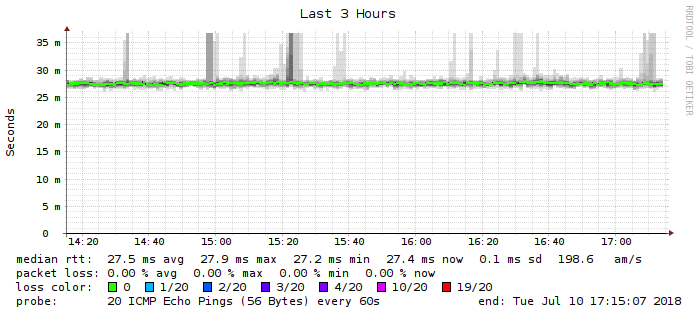 Last 3 Hours
RRDTOOL / TOBI OETIKER
Seconds
35 m
30 m
25 m
20 m
15 m
10 m
5 m
0
14:20 14:40 15:00 15:20 15:40 16:00 16:20 16:40 17:00
median rtt: 27.5 ms avg 27.9 ms max 27.2 ms min 27.4 ms now 0.1 ms sd 198.6 am/s
packet loss: 0.00 % avg 0.00 % max 0.00 % min 0.00 % now
loss color: 0 1/20 2/20 3/20 4/20 10/20 19/20
probe: 20 ICMP Echo Pings (56 Bytes) every 60s end: Tue Jul 10 17:15:07 2018